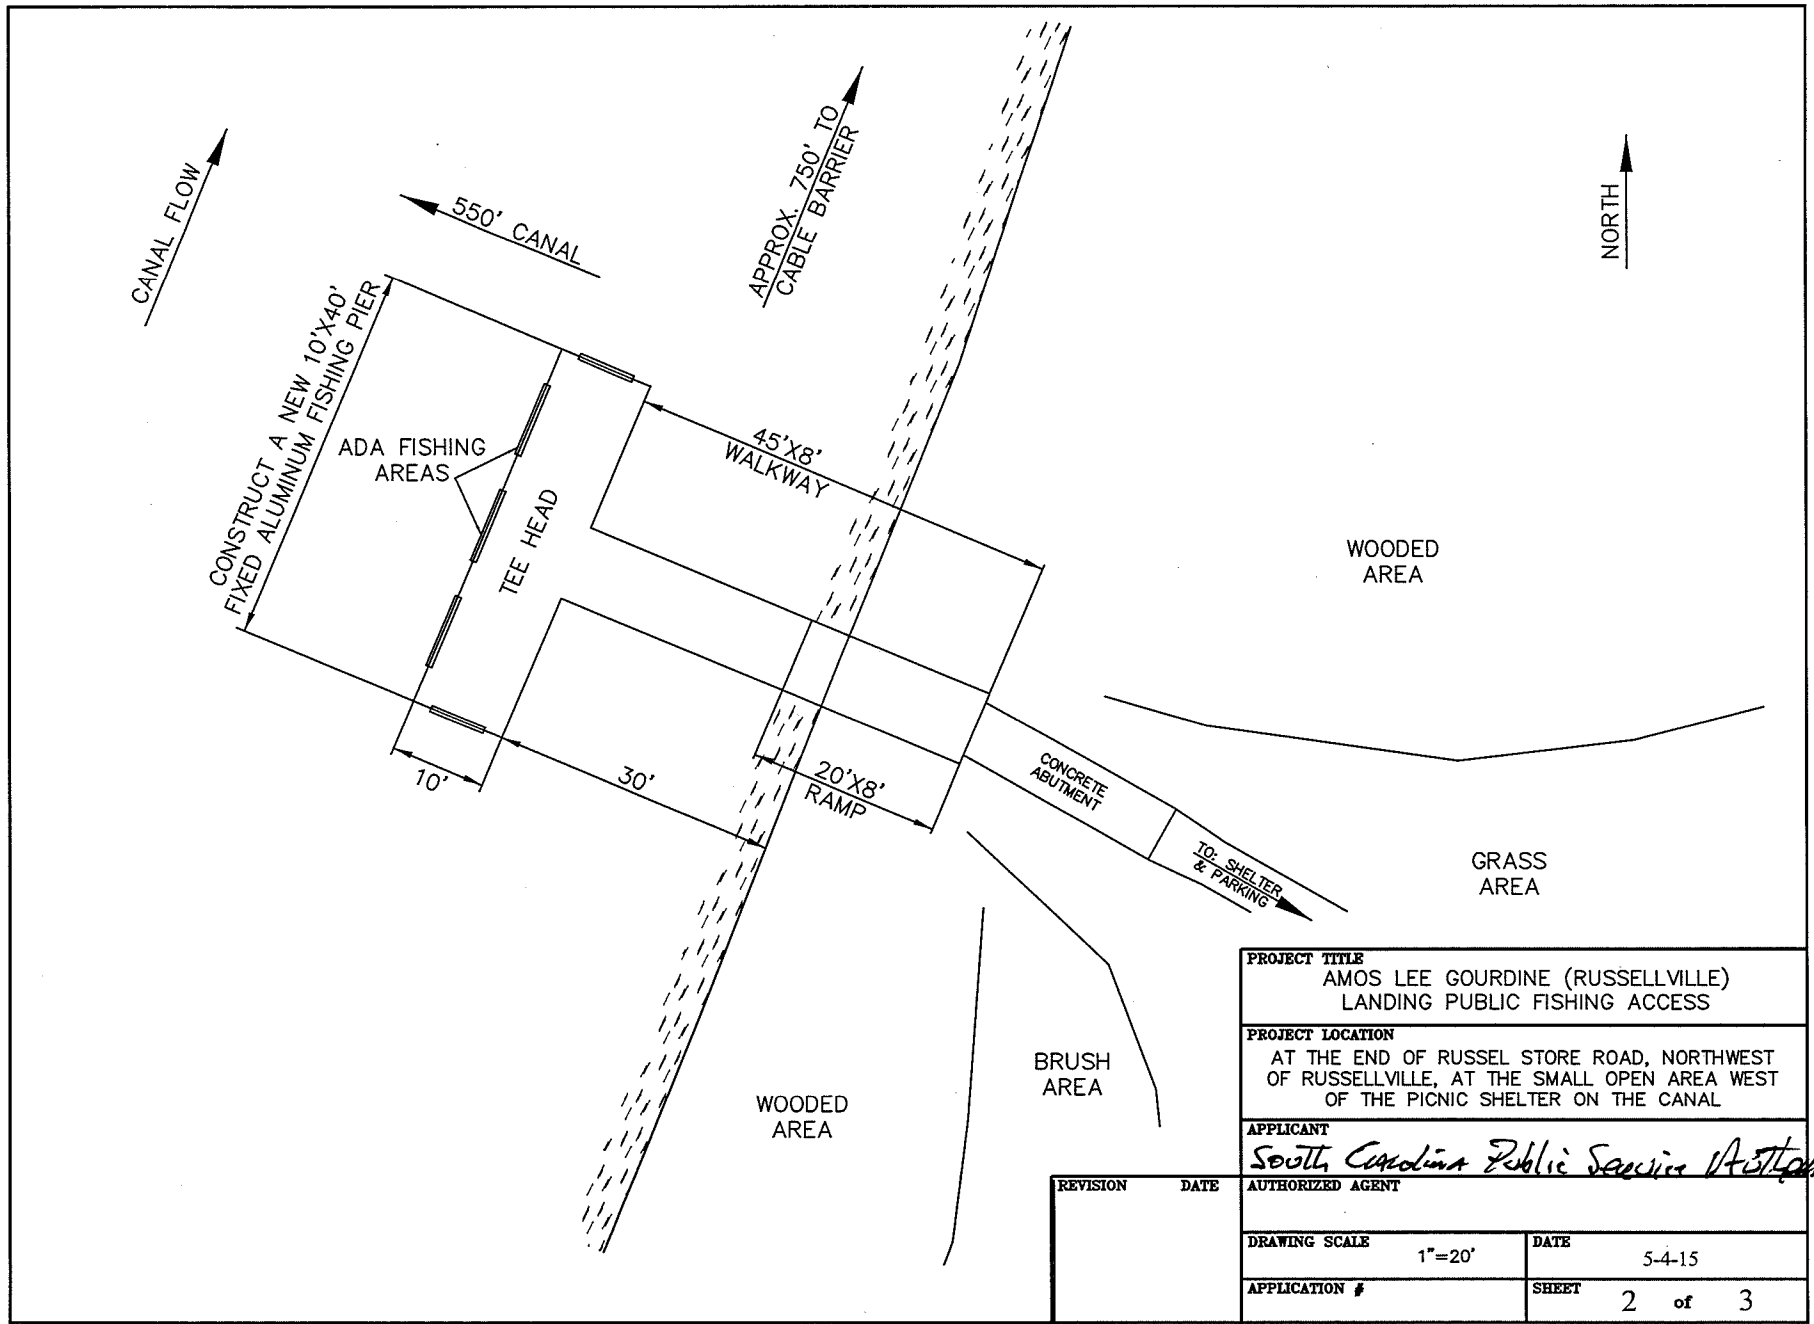 CANAL FLOW
550' CANAL
APPROX. 750' TO
CABLE BARRIER
NORTH
CONSTRUCT A NEW 10'X40'
FIXED ALUMINUM FISHING PIER
ADA FISHING
AREAS
TEE HEAD
45'X8'
WALKWAY
WOODED
AREA
10'
30'
20'X8'
RAMP
CONCRETE
ABUTMENT
TO: SHELTER
& PARKING
GRASS
AREA
BRUSH
AREA
WOODED
AREA
PROJECT TITLE
AMOS LEE GOURDINE (RUSSELLVILLE)
LANDING PUBLIC FISHING ACCESS
PROJECT LOCATION
AT THE END OF RUSSEL STORE ROAD, NORTHWEST
OF RUSSELLVILLE, AT THE SMALL OPEN AREA WEST
OF THE PICNIC SHELTER ON THE CANAL
APPLICANT
South Carolina Public Service
REVISION DATE
AUTHORIZED AGENT
DRAWING SCALE 1"=20'
DATE 5-4-15
APPLICATION #
SHEET 2 of 3